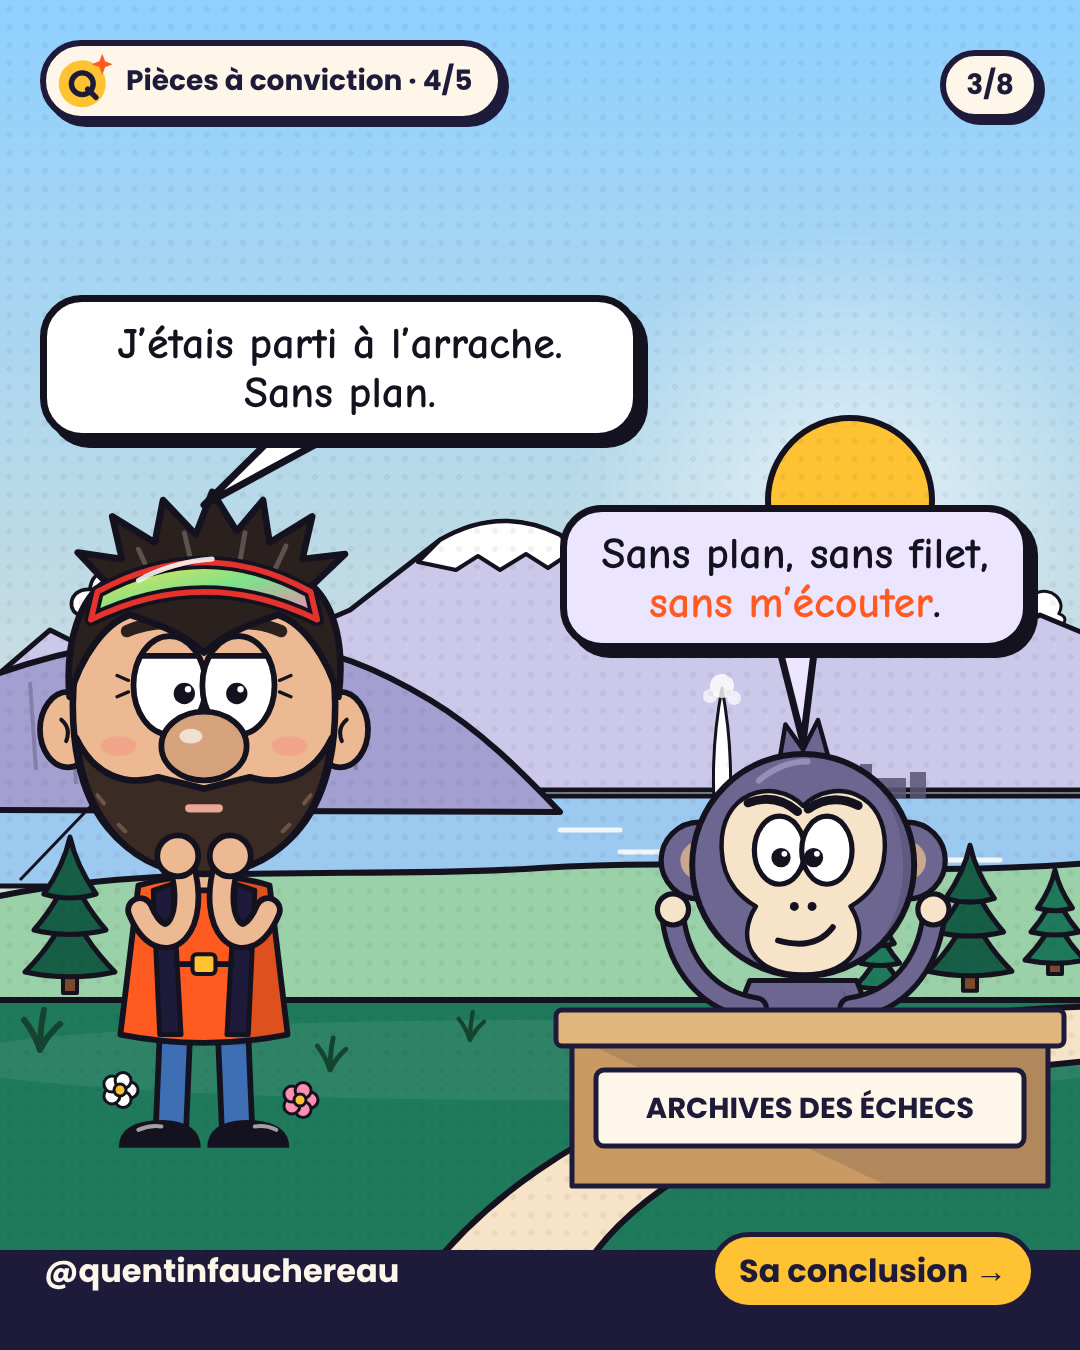 Q Pièces à conviction · 4/5
3/8
J'étais parti à l'arrache.
Sans plan.
Sans plan, sans filet,
sans m'écouter.
ARCHIVES DES ÉCHECS
@quentinfauchereau
Sa conclusion →